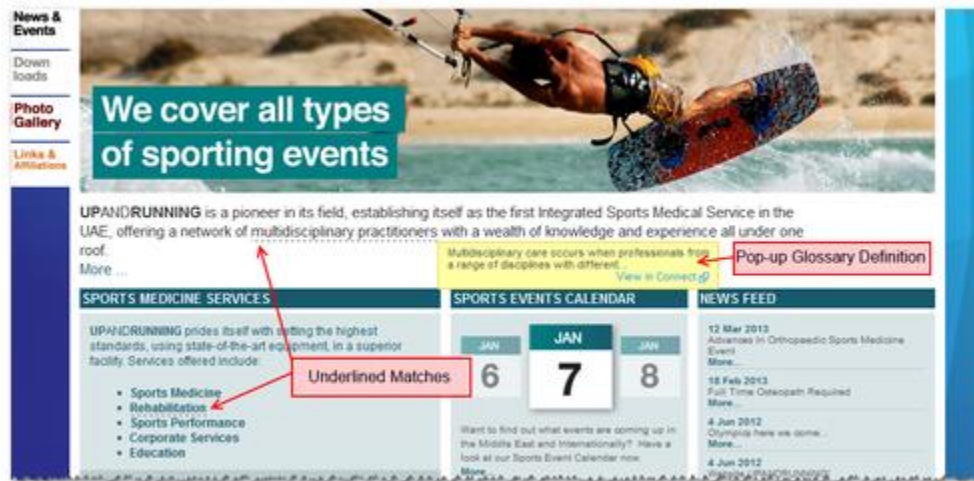 News &
Events
Down
loads
Photo
Gallery
Links &
Affiliations
We cover all types
of sporting events
UPANDRUNNING is a pioneer in its field, establishing itself as the first Integrated Sports Medical Service in the
UAE, offering a network of multidisciplinary practitioners with a wealth of knowledge and experience all under one
roof.
More ...
Multidisciplinary care occurs when professionals from
a range of disciplines with different...
View in Connect
Pop-up Glossary Definition
SPORTS MEDICINE SERVICES
UPANDRUNNING prides itself with setting the highest
standards, using state-of-the-art equipment, in a superior
facility. Services offered include:
• Sports Medicine
• Rehabilitation
• Sports Performance
• Corporate Services
• Education
Underlined Matches
SPORTS EVENTS CALENDAR
JAN
6
JAN
7
JAN
8
Want to find out what events are coming up in
the Middle East and Internationally? Have a
look at our Sports Event Calendar now.
More
NEWS FEED
12 Mar 2013
Advances In Orthopaedic Sports Medicine
Event
More...
18 Feb 2013
Full Time Osteopath Required
More...
4 Jun 2012
Olympics here we come...
More...
4 Jun 2012
UPANDRUNNING